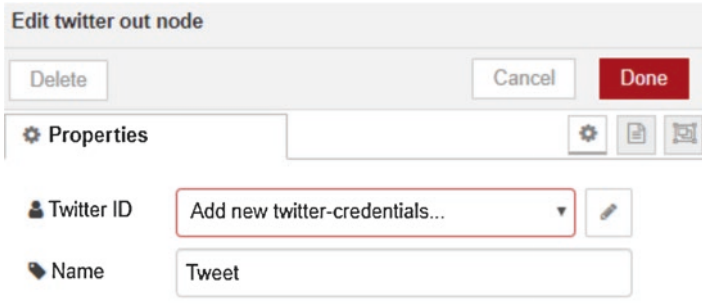 Edit twitter out node
Delete Cancel Done
Properties
Twitter ID Add new twitter-credentials...
Name Tweet